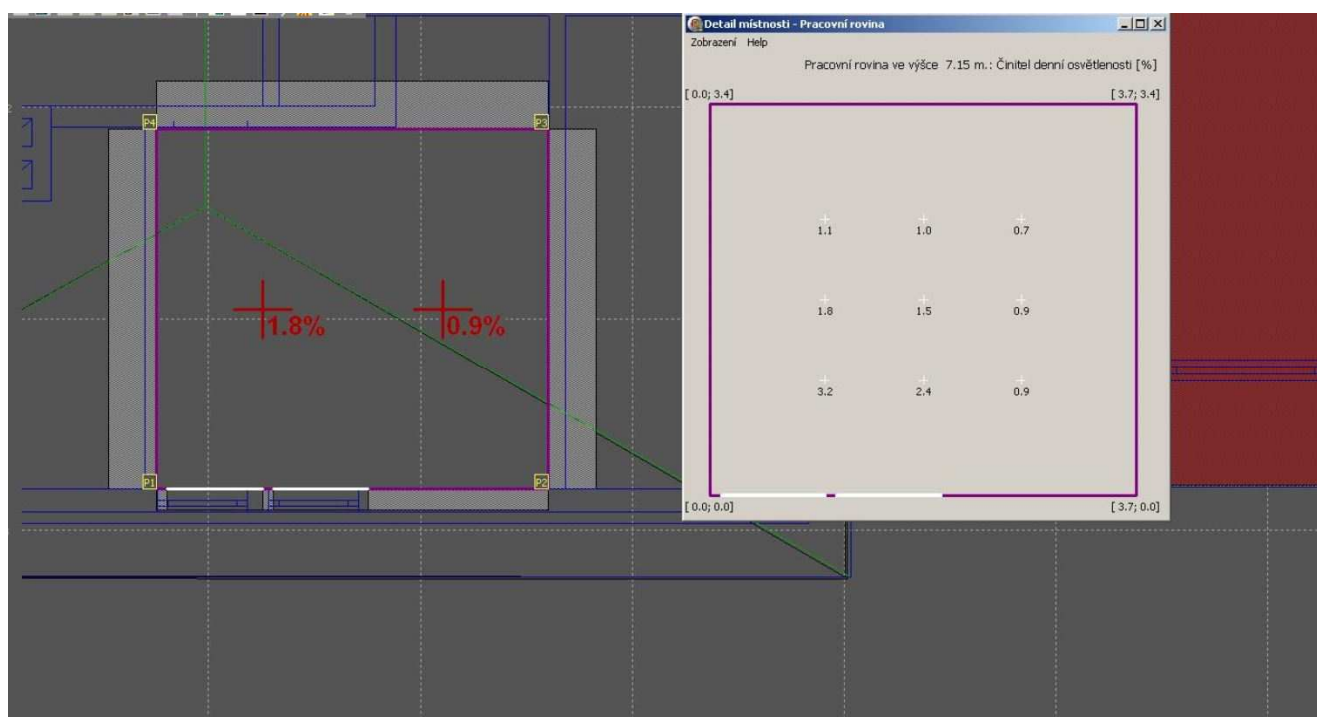 Detail místnosti - Pracovní rovina
Zobrazení Help
Pracovní rovina ve výšce 7.15 m.: Činitel denní osvětlenosti [%]
[ 0.0; 3.4] [ 3.7; 3.4]
1.1 1.0 0.7
1.8 1.5 0.9
3.2 2.4 0.9
[ 0.0; 0.0] [ 3.7; 0.0]
P4 P3
1.8% 0.9%
P1 P2